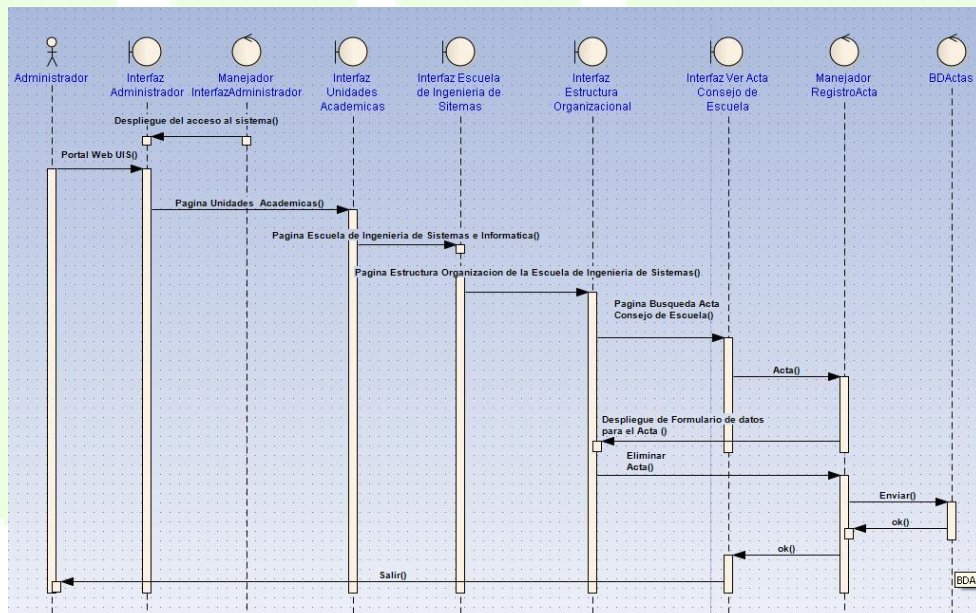 Administrador
Interfaz
Administrador
Manejador
InterfazAdministrador
Interfaz
Unidades
Academicas
Interfaz Escuela
de Ingenieria de
Sitemas
Interfaz
Estructura
Organizacional
Interfaz Ver Acta
Consejo de
Escuela
Manejador
RegistroActa
BDActas
Despliegue del acceso al sistema()
Portal Web UIS()
Pagina Unidades Academicas()
Pagina Escuela de Ingenieria de Sistemas e Informatica()
Pagina Estructura Organizacion de la Escuela de Ingenieria de Sistemas()
Pagina Busqueda Acta
Consejo de Escuela()
Acta()
Despliegue de Formulario de datos
para el Acta ()
Eliminar
Acta()
Enviar()
ok()
ok()
Salir()
BDA